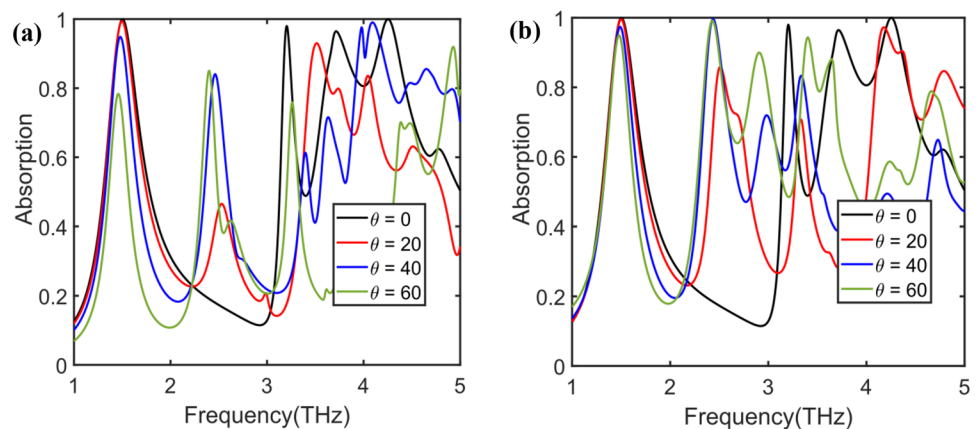 (a)
1
0.8
0.6
0.4
0.2
0
Absorption
1 2 3 4 5
Frequency(THz)
θ = 0
θ = 20
θ = 40
θ = 60
(b)
1
0.8
0.6
0.4
0.2
0
Absorption
1 2 3 4 5
Frequency(THz)
θ = 0
θ = 20
θ = 40
θ = 60